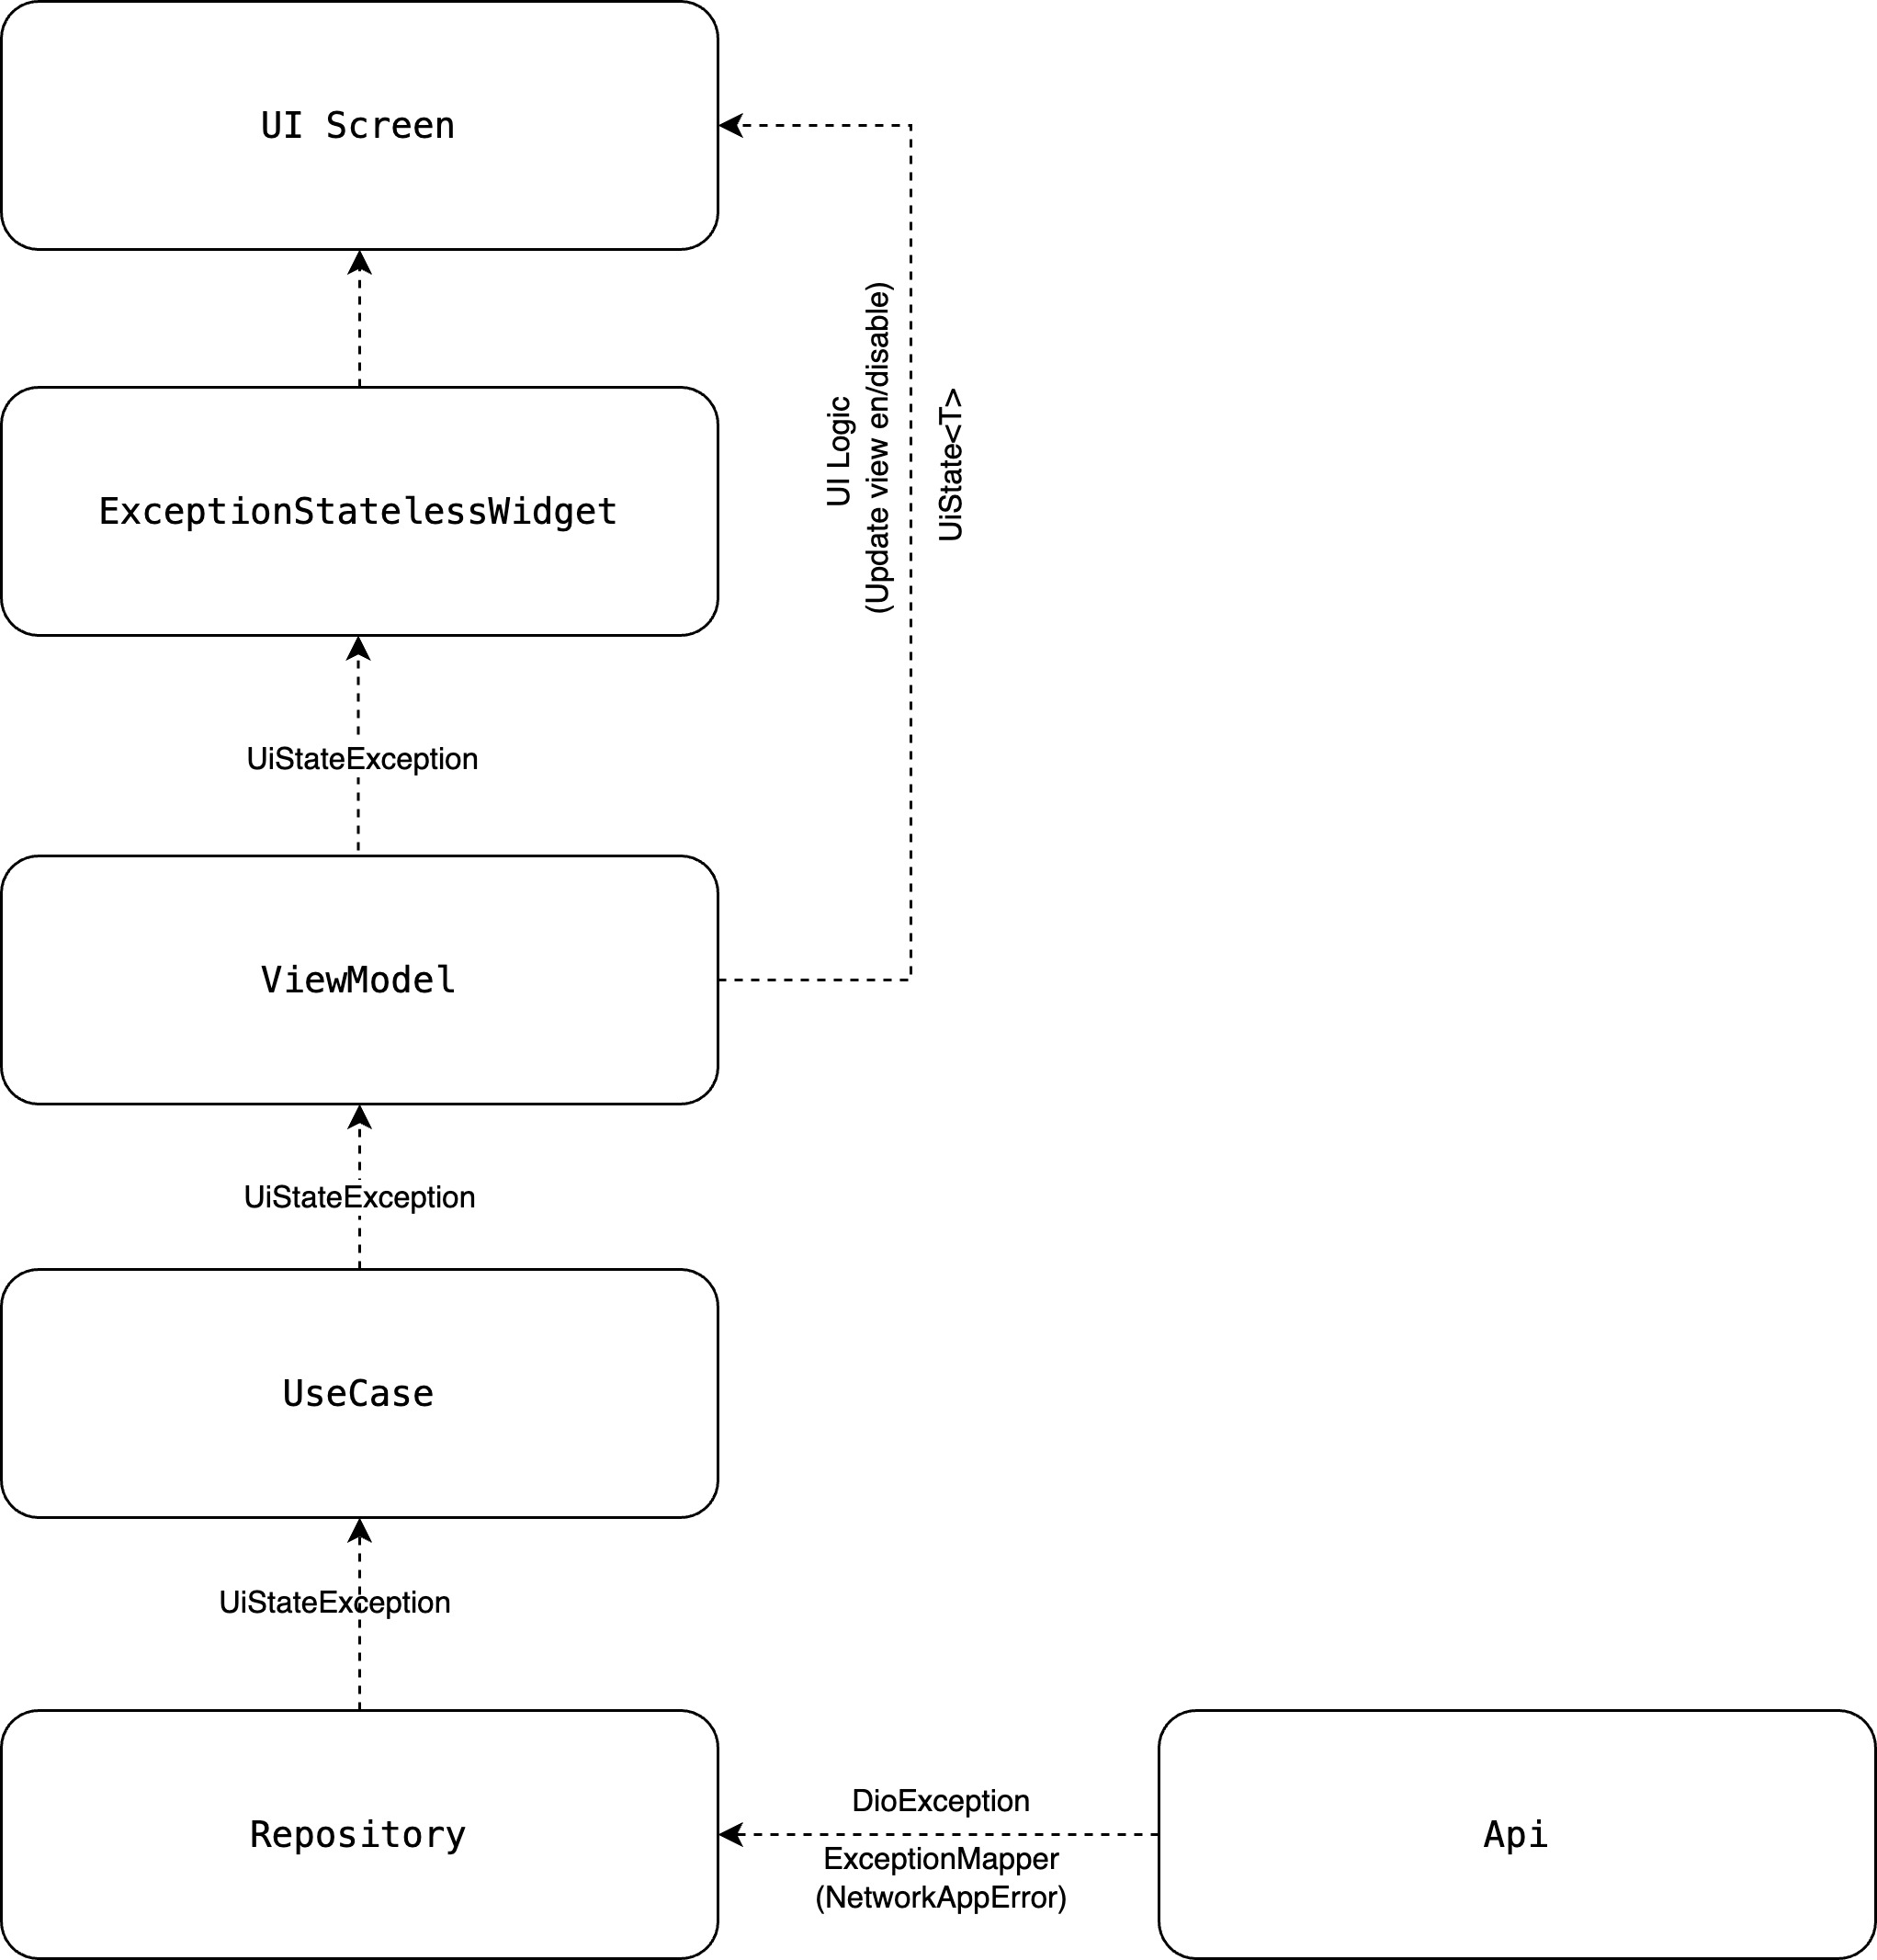 UI Screen
ExceptionStatelessWidget
UI Logic
(Update view en/disable)
UiState<T>
UiStateException
ViewModel
UiStateException
UseCase
UiStateException
Repository
DioException
ExceptionMapper
(NetworkAppError)
Api